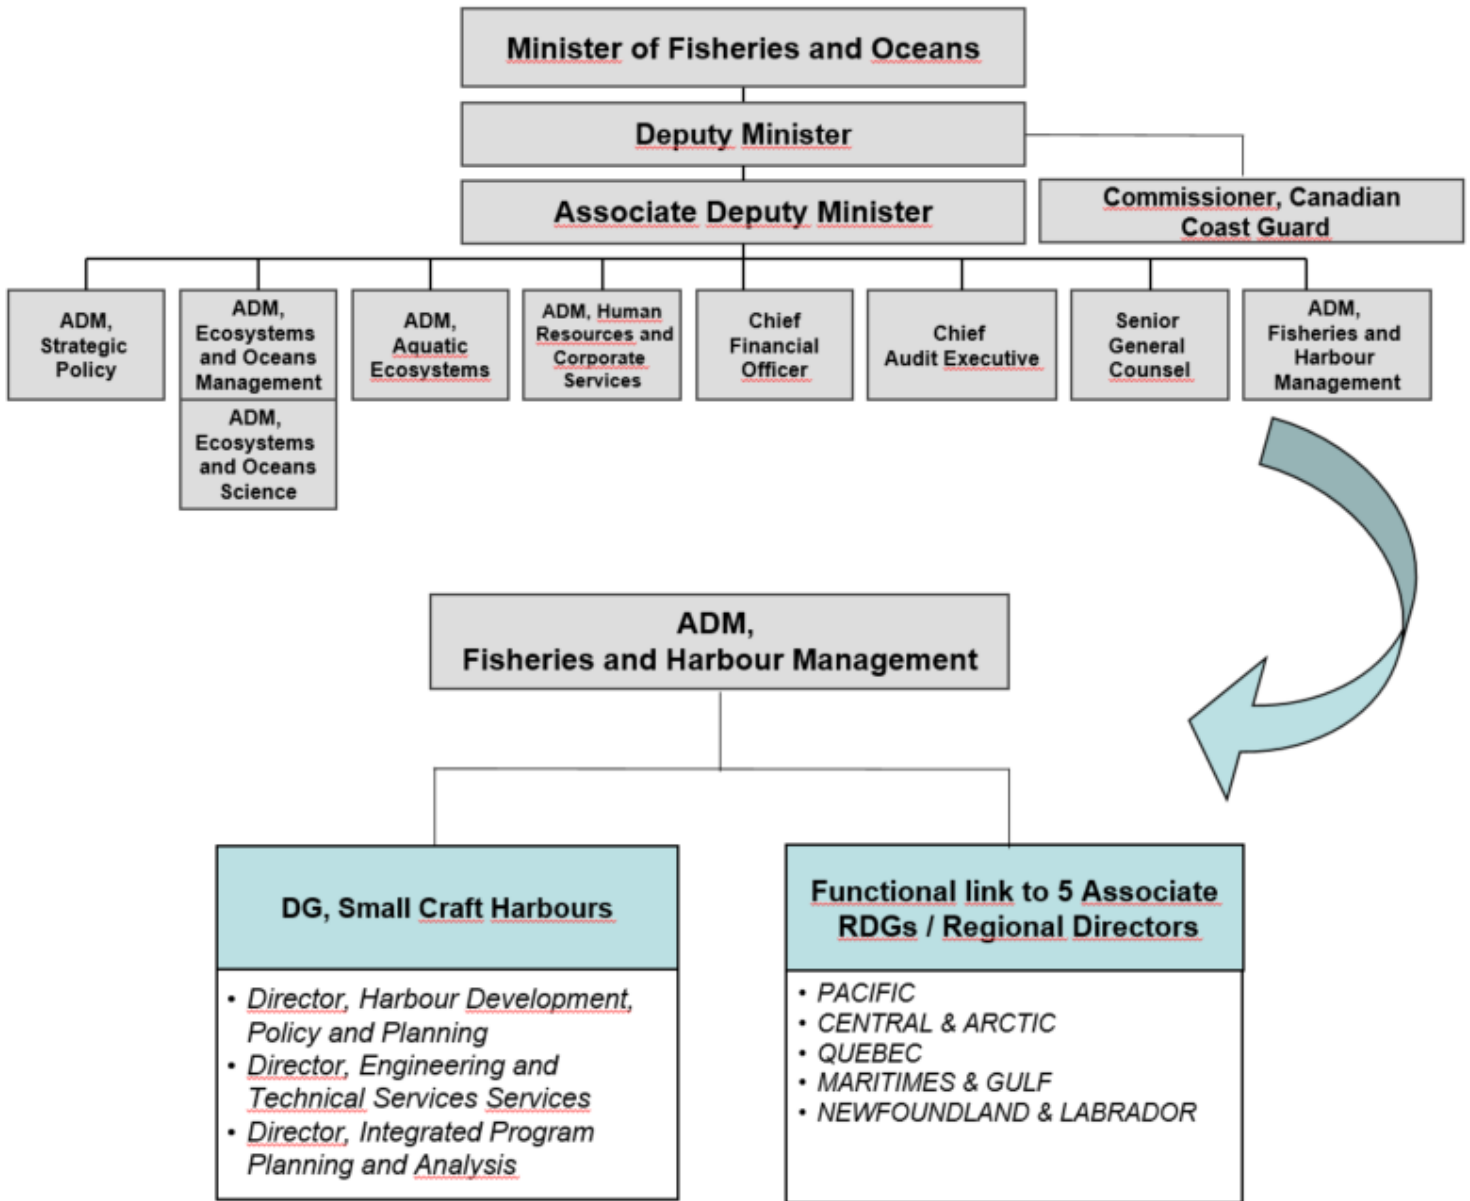 Minister of Fisheries and Oceans
Deputy Minister
Associate Deputy Minister
Commissioner, Canadian
Coast Guard
ADM,
Strategic
Policy
ADM,
Ecosystems
and Oceans
Management
ADM,
Ecosystems
and Oceans
Science
ADM,
Aquatic
Ecosystems
ADM, Human
Resources and
Corporate
Services
Chief
Financial
Officer
Chief
Audit Executive
Senior
General
Counsel
ADM,
Fisheries and
Harbour
Management
ADM,
Fisheries and Harbour Management
DG, Small Craft Harbours
• Director, Harbour Development,
Policy and Planning
• Director, Engineering and
Technical Services Services
• Director, Integrated Program
Planning and Analysis
Functional link to 5 Associate
RDGs / Regional Directors
• PACIFIC
• CENTRAL & ARCTIC
• QUEBEC
• MARITIMES & GULF
• NEWFOUNDLAND & LABRADOR